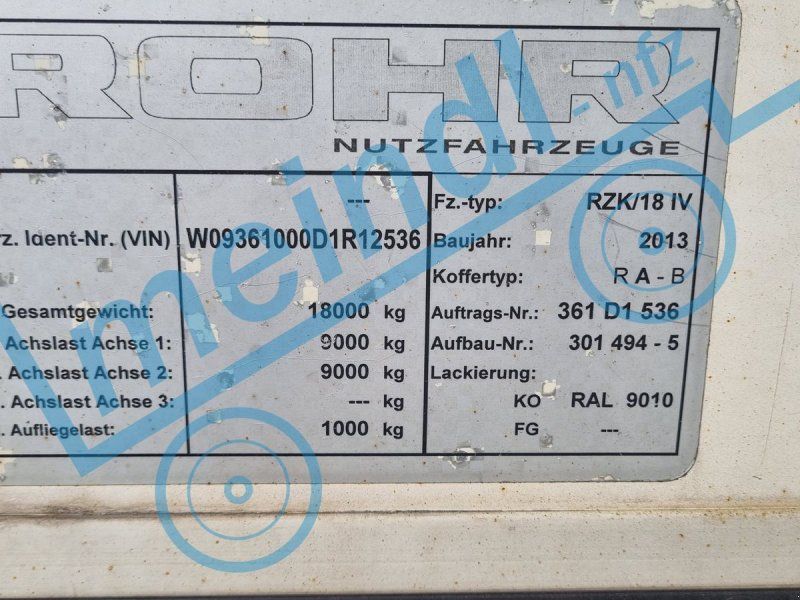 ROHR
NUTZFAHRZEUGE
---
Fz.-typ: RZK/18 IV
rz. Ident-Nr. (VIN) W09361000D1R12536
Baujahr: 2013
Koffertyp: R A - B
Gesamtgewicht: 18000 kg
Auftrags-Nr.: 361 D1 536
Achslast Achse 1: 9000 kg
Aufbau-Nr.: 301 494 - 5
. Achslast Achse 2: 9000 kg
Lackierung:
. Achslast Achse 3: --- kg
KO RAL 9010
. Aufliegelast: 1000 kg
FG ---
Lmeindl-nfz